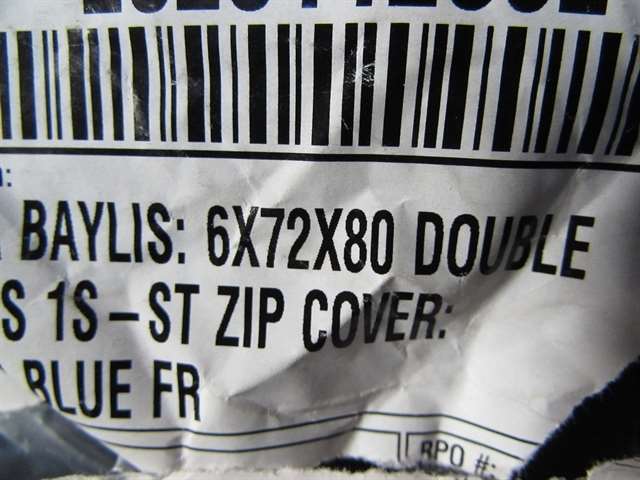 BAYLIS: 6X72X80 DOUBLE
S 1S-ST ZIP COVER:
BLUE FR
RPO #: